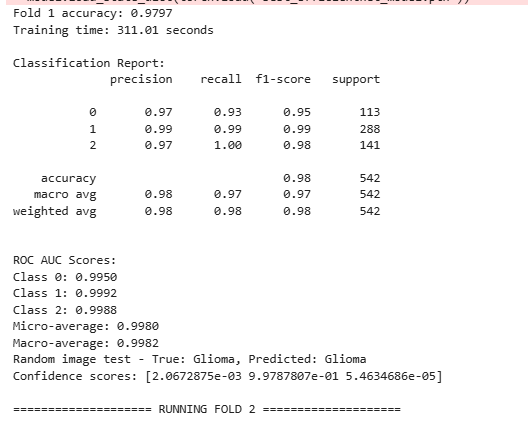 Fold 1 accuracy: 0.9797
Training time: 311.01 seconds
Classification Report:
precision recall f1-score support
0 0.97 0.93 0.95 113
1 0.99 0.99 0.99 288
2 0.97 1.00 0.98 141
accuracy 0.98 542
macro avg 0.98 0.97 0.97 542
weighted avg 0.98 0.98 0.98 542
ROC AUC Scores:
Class 0: 0.9950
Class 1: 0.9992
Class 2: 0.9988
Micro-average: 0.9980
Macro-average: 0.9982
Random image test - True: Glioma, Predicted: Glioma
Confidence scores: [2.0672875e-03 9.9787807e-01 5.4634686e-05]
==================== RUNNING FOLD 2 ====================